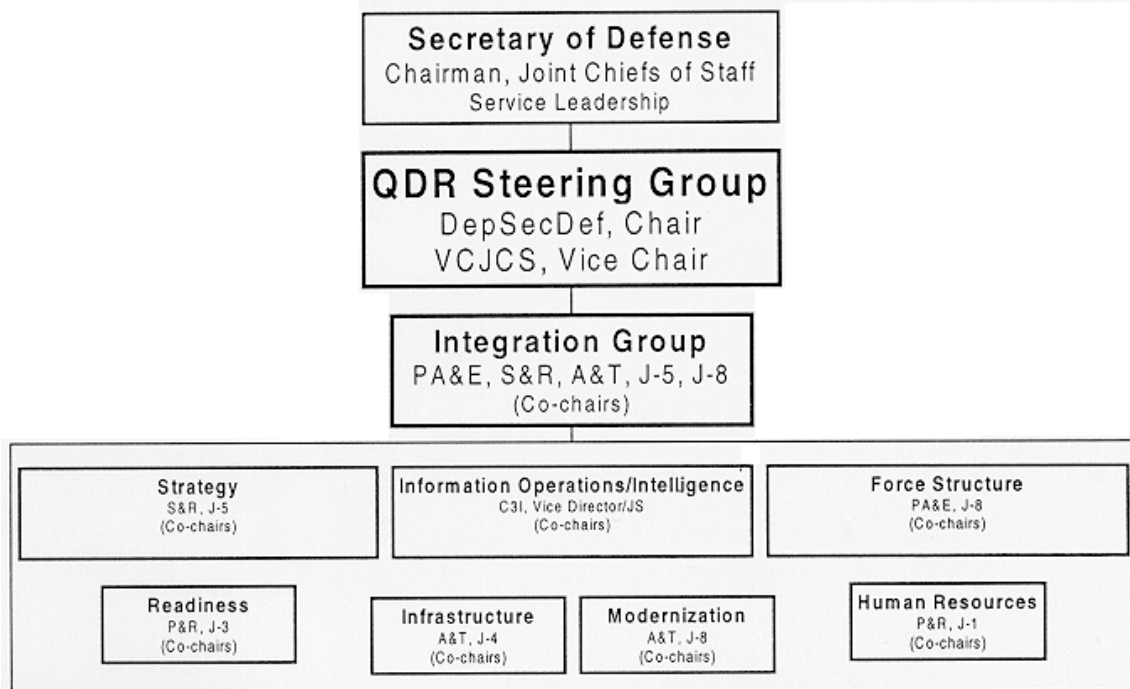 Secretary of Defense
Chairman, Joint Chiefs of Staff
Service Leadership
QDR Steering Group
DepSecDef, Chair
VCJCS, Vice Chair
Integration Group
PA&E, S&R, A&T, J-5, J-8
(Co-chairs)
Strategy
S&R, J-5
(Co-chairs)
Information Operations/Intelligence
C3I, Vice Director/JS
(Co-chairs)
Force Structure
PA&E, J-8
(Co-chairs)
Readiness
P&R, J-3
(Co-chairs)
Infrastructure
A&T, J-4
(Co-chairs)
Modernization
A&T, J-8
(Co-chairs)
Human Resources
P&R, J-1
(Co-chairs)